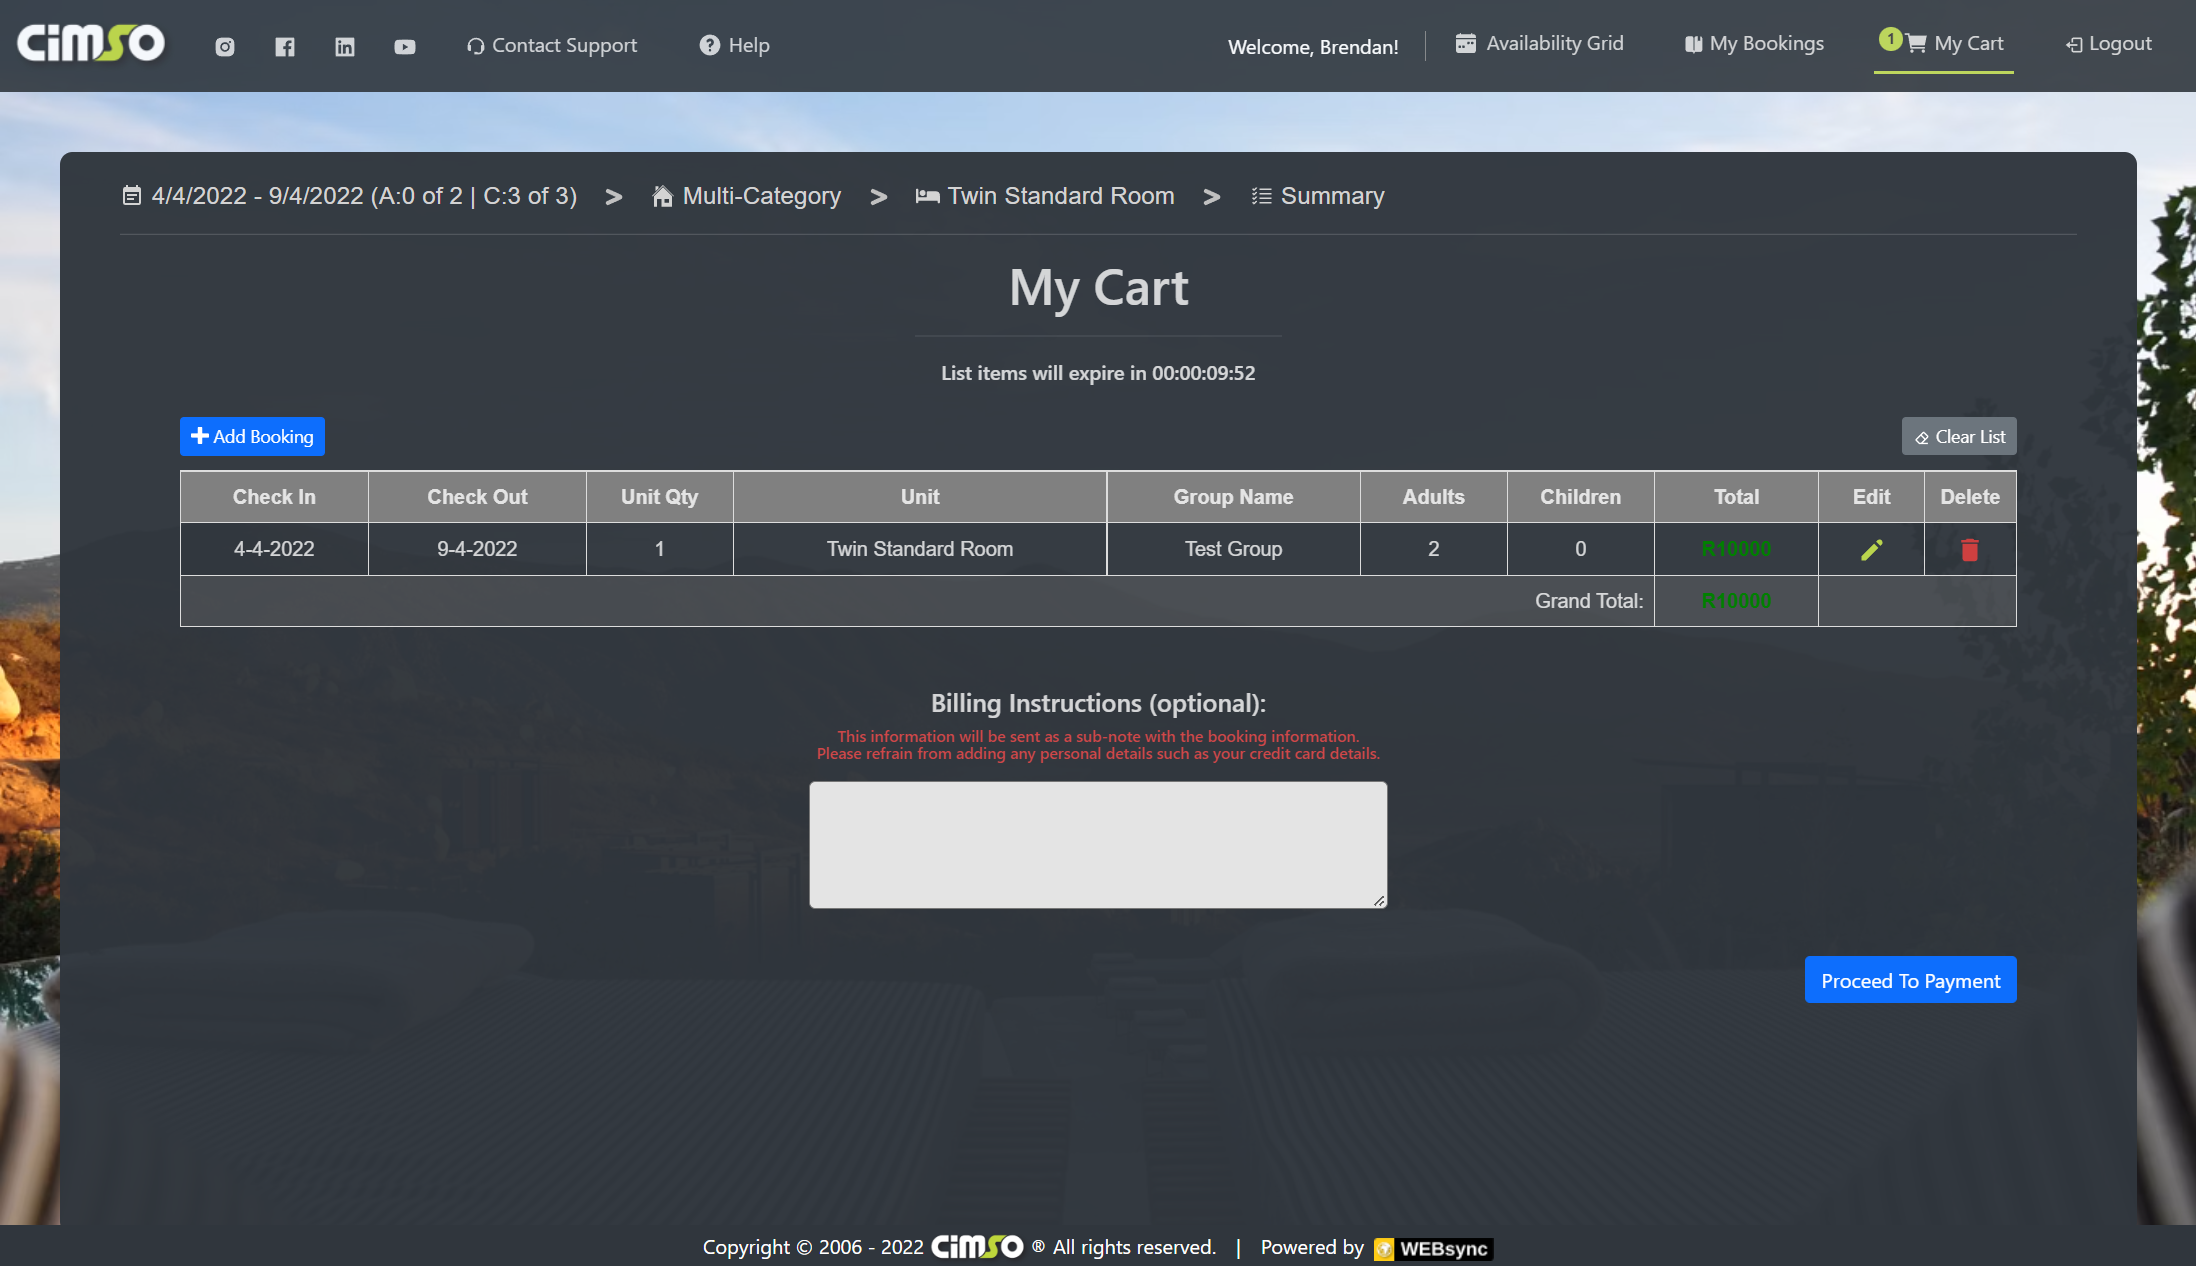 CiMSO Contact Support Help Welcome, Brendan! Availability Grid My Bookings 1 My Cart Logout
4/4/2022 - 9/4/2022 (A:0 of 2 | C:3 of 3) > Multi-Category > Twin Standard Room > Summary
My Cart
List items will expire in 00:00:09:52
Add Booking Clear List
Check In Check Out Unit Qty Unit Group Name Adults Children Total Edit Delete
4-4-2022 9-4-2022 1 Twin Standard Room Test Group 2 0 R10000
Grand Total: R10000
Billing Instructions (optional):
This information will be sent as a sub-note with the booking information.
Please refrain from adding any personal details such as your credit card details.
Proceed To Payment
Copyright © 2006 - 2022 CiMSO ® All rights reserved. | Powered by WEBsync